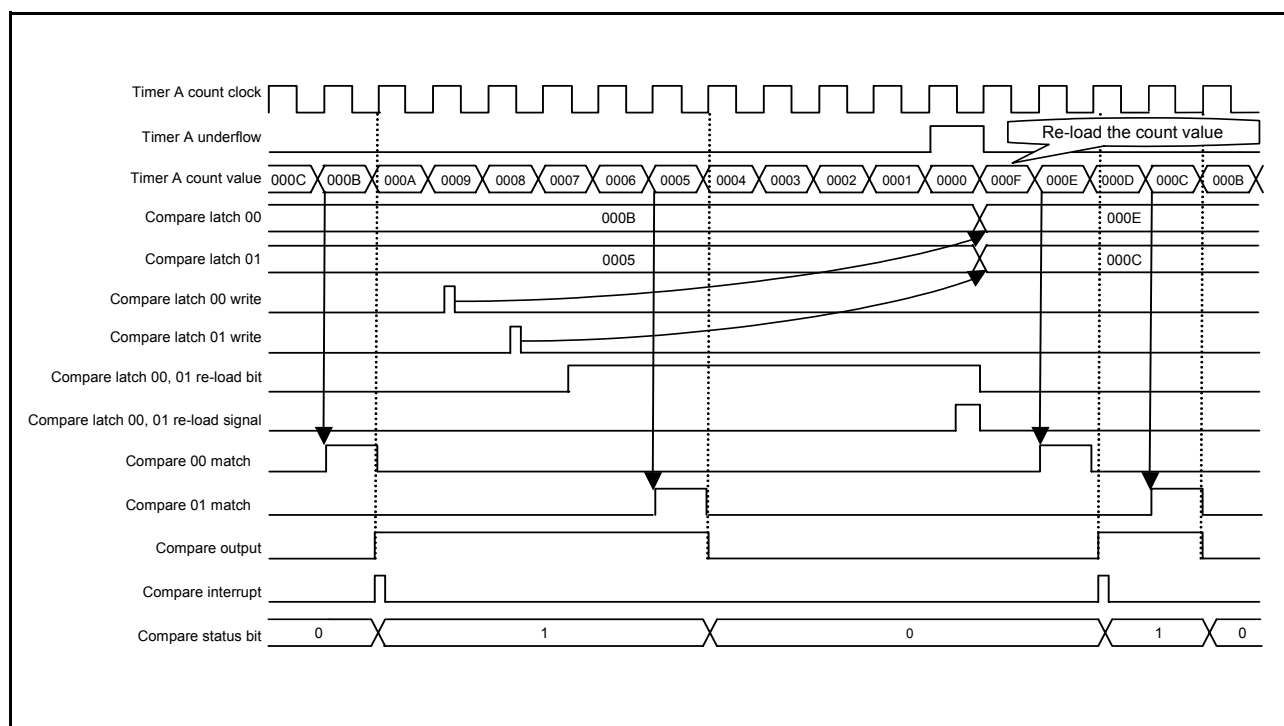 Timer A count clock
Timer A underflow
Re-load the count value
Timer A count value 000C 000B 000A 0009 0008 0007 0006 0005 0004 0003 0002 0001 0000 000F 000E 000D 000C 000B
Compare latch 00 000B 000E
Compare latch 01 0005 000C
Compare latch 00 write
Compare latch 01 write
Compare latch 00, 01 re-load bit
Compare latch 00, 01 re-load signal
Compare 00 match
Compare 01 match
Compare output
Compare interrupt
Compare status bit 0 1 0 1 0